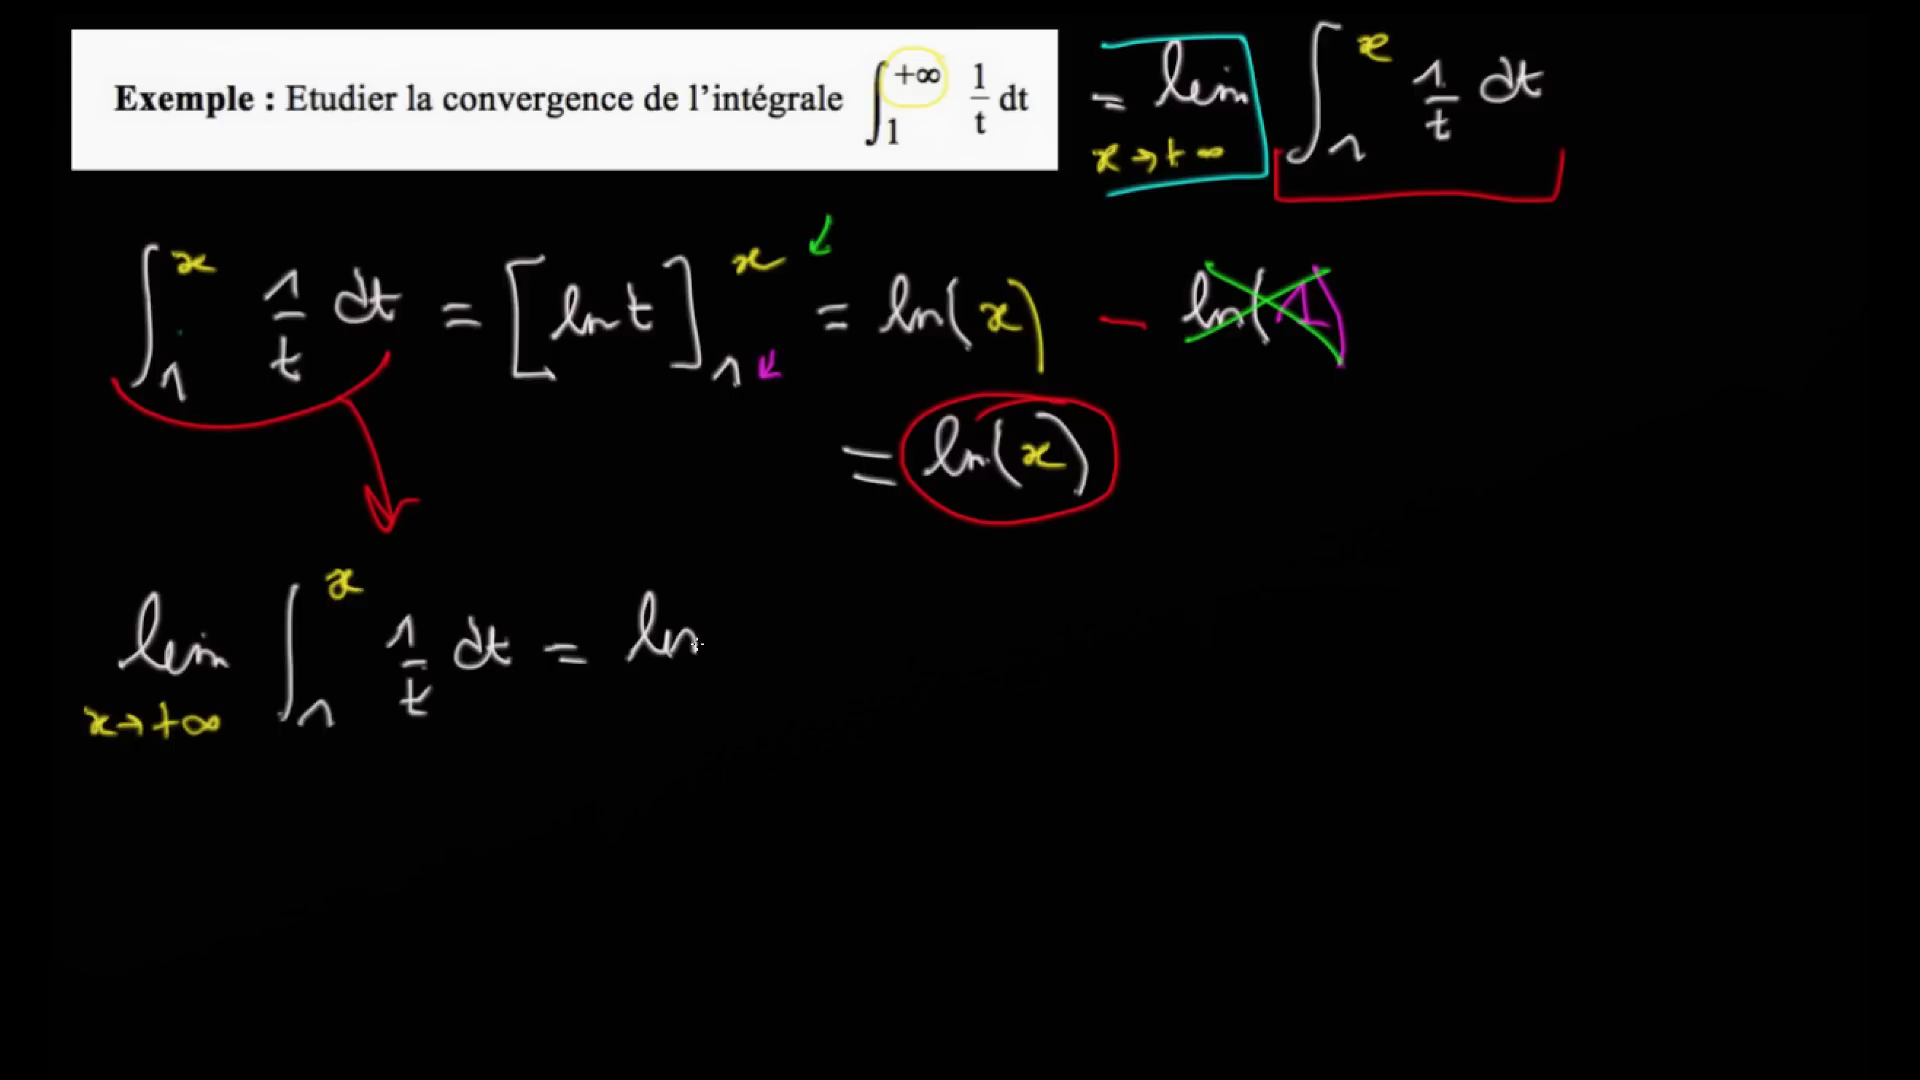 Exemple : Etudier la convergence de l'intégrale ∫₁^{+∞} 1/t dt = lim_{x→+∞} ∫₁^x 1/t dt
∫₁^x 1/t dt = [ln t]₁^x = ln(x) - ln(1)
= ln(x)
lim_{x→+∞} ∫₁^x 1/t dt = ln